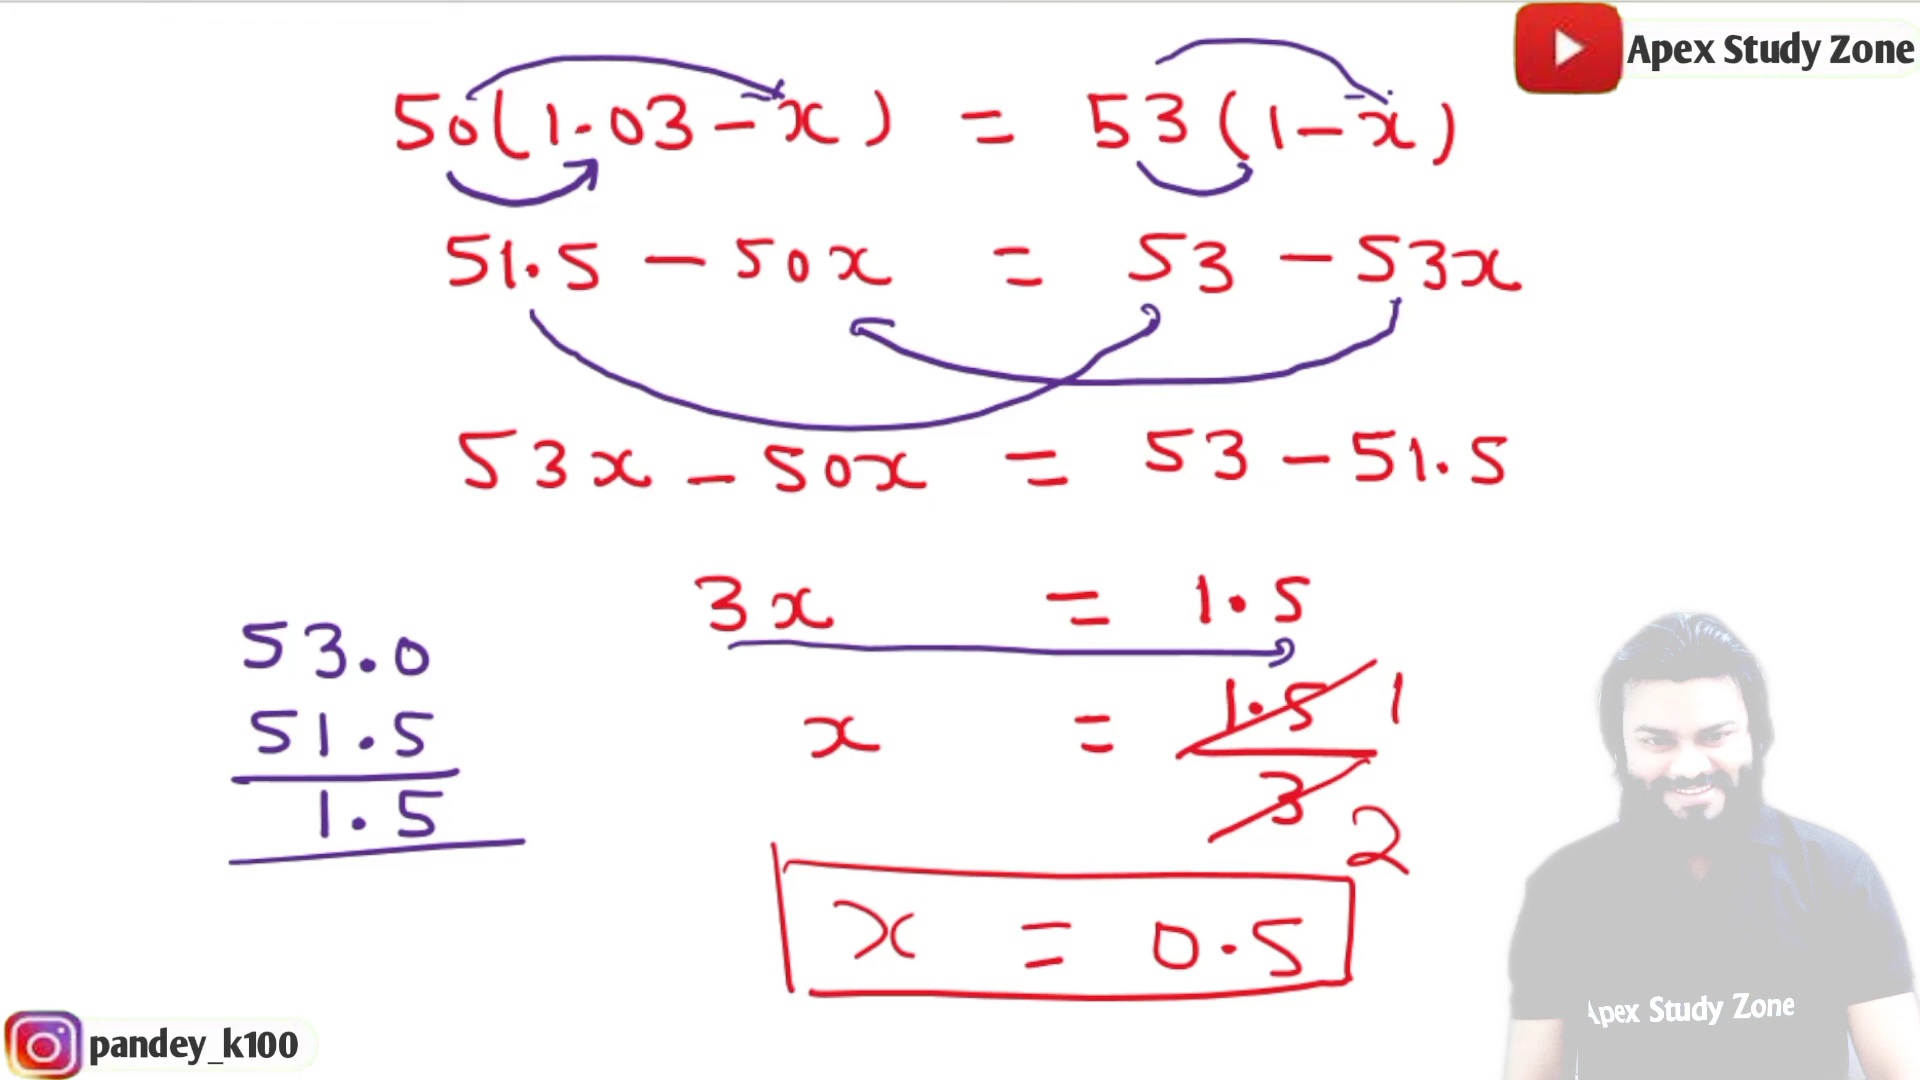 Apex Study Zone
50(1.03 - x) = 53(1 - x)
51.5 - 50x = 53 - 53x
53x - 50x = 53 - 51.5
3x = 1.5
53.0
51.5
1.5
x = 1.5/3 1 2
x = 0.5
Apex Study Zone
pandey_k100